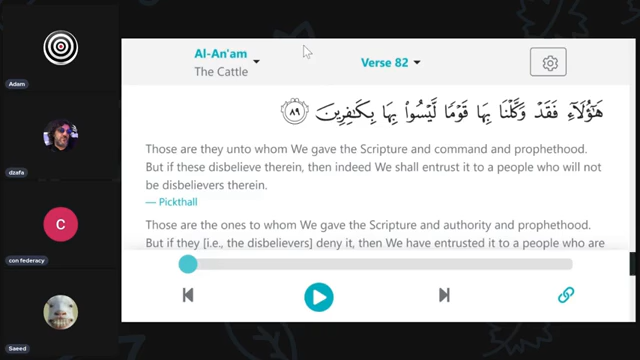 Adam
dzafa
C
con federacy
Saeed
Al-An'am
The Cattle
Verse 82
هَٰٓؤُلَآءِ فَقَدْ وَكَّلْنَا بِهَا قَوْمًا لَّيْسُوا۟ بِهَا بِكَٰفِرِينَ ٨٩
Those are they unto whom We gave the Scripture and command and prophethood.
But if these disbelieve therein, then indeed We shall entrust it to a people who will not
be disbelievers therein.
— Pickthall
Those are the ones to whom We gave the Scripture and authority and prophethood.
But if they [i.e., the disbelievers] deny it, then We have entrusted it to a people who are